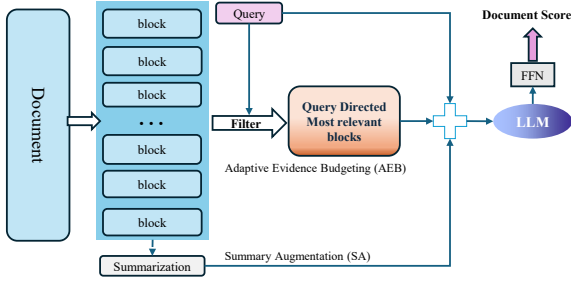 Document
block
block
block
...
block
block
block
Summarization
Query
Filter
Query Directed
Most relevant
blocks
Adaptive Evidence Budgeting (AEB)
Summary Augmentation (SA)
LLM
FFN
Document Score